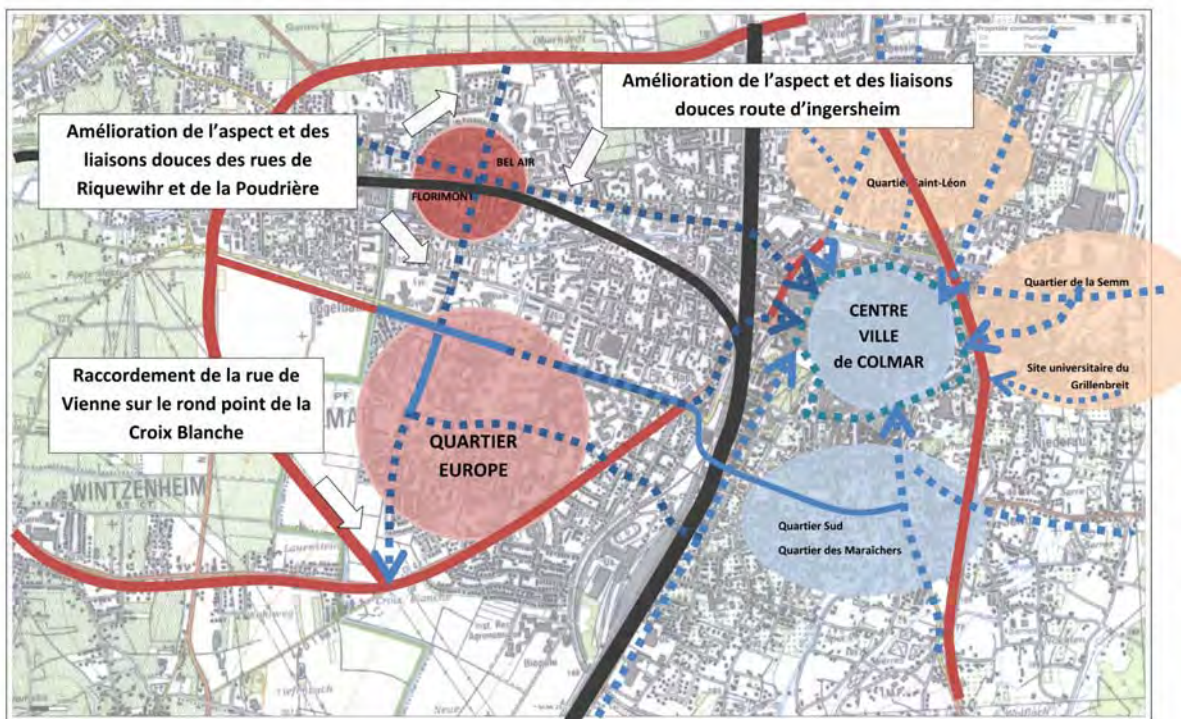 Amélioration de l'aspect et des liaisons
douces route d'ingersheim
Amélioration de l'aspect et des
liaisons douces des rues de
Riquewihr et de la Poudrière
BEL AIR
FLORIMONT
Quartier Saint-Léon
Quartier de la Semm
CENTRE
VILLE
de COLMAR
Site universitaire du
Grillenbreit
Raccordement de la rue de
Vienne sur le rond point de la
Croix Blanche
QUARTIER
EUROPE
WINTZENHEIM
Quartier Sud
Quartier des Maraîchers
Croix Blanche